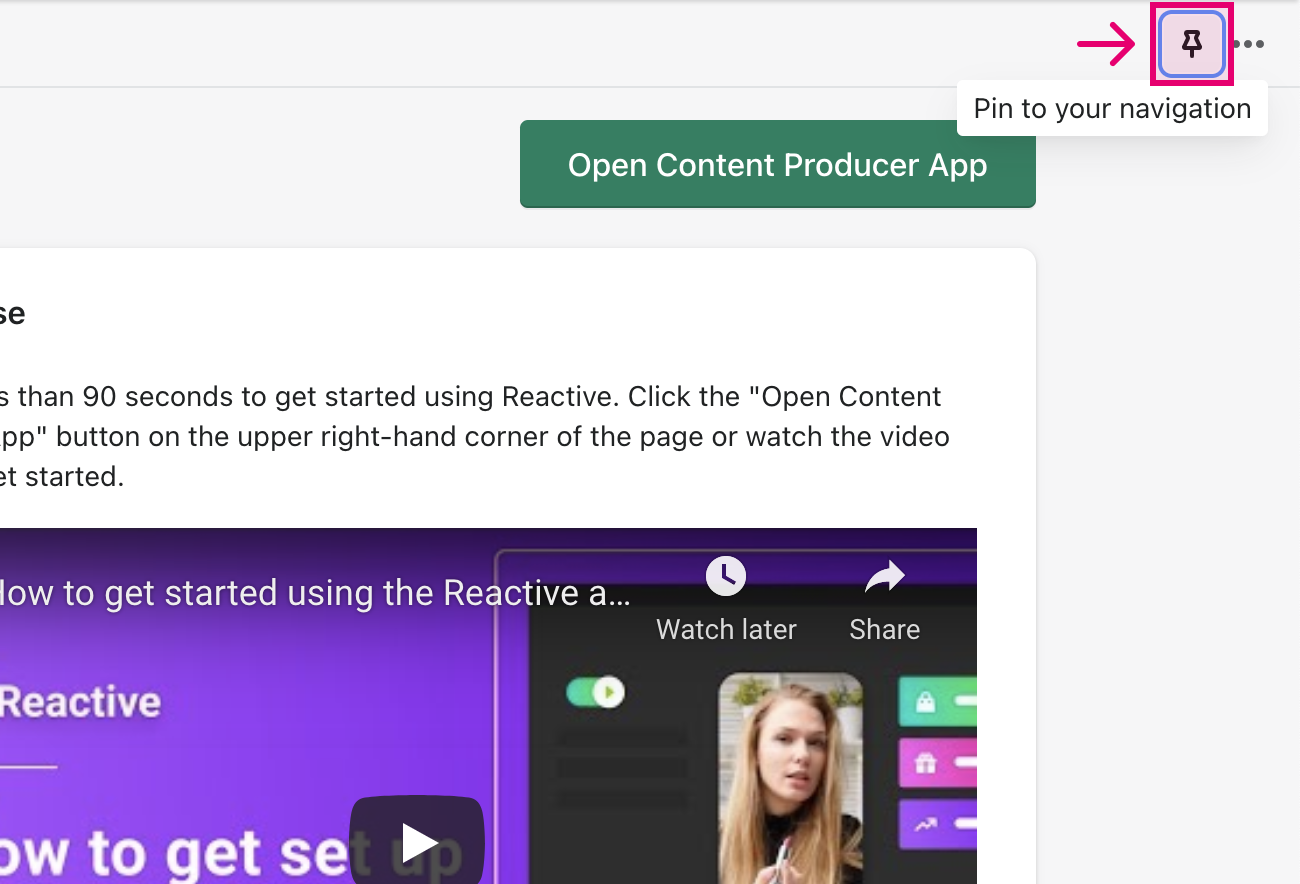 Pin to your navigation
Open Content Producer App
se
s than 90 seconds to get started using Reactive. Click the "Open Content
pp" button on the upper right-hand corner of the page or watch the video
et started.
How to get started using the Reactive a...
Watch later
Share
Reactive
ow to get set up